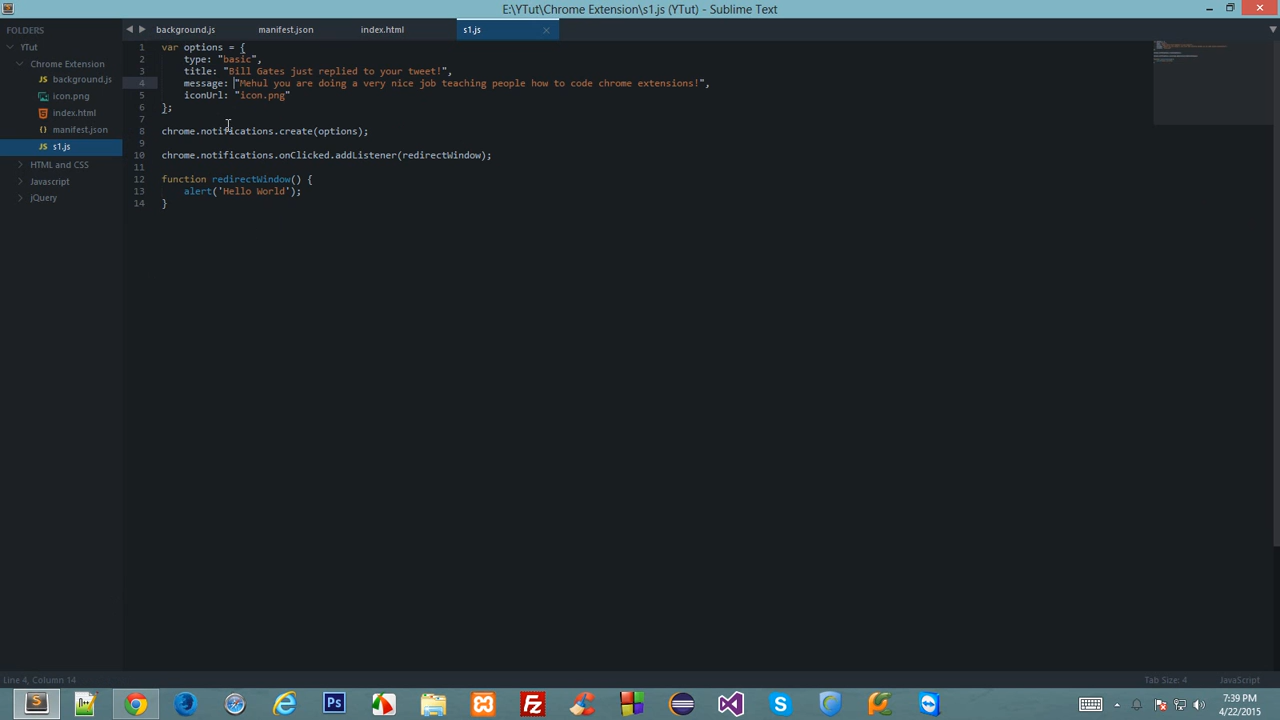 E:\YTut\Chrome Extension\s1.js (YTut) - Sublime Text
FOLDERS
YTut
Chrome Extension
background.js
icon.png
index.html
manifest.json
s1.js
HTML and CSS
Javascript
jQuery
background.js manifest.json index.html s1.js
1 var options = {
2 type: "basic",
3 title: "Bill Gates just replied to your tweet!",
4 message: "Mehul you are doing a very nice job teaching people how to code chrome extensions!",
5 iconUrl: "icon.png"
6 };
7
8 chrome.notifications.create(options);
9
10 chrome.notifications.onClicked.addListener(redirectWindow);
11
12 function redirectWindow() {
13 alert('Hello World');
14 }
Line 4, Column 14
Tab Size: 4
JavaScript
7:39 PM
4/22/2015